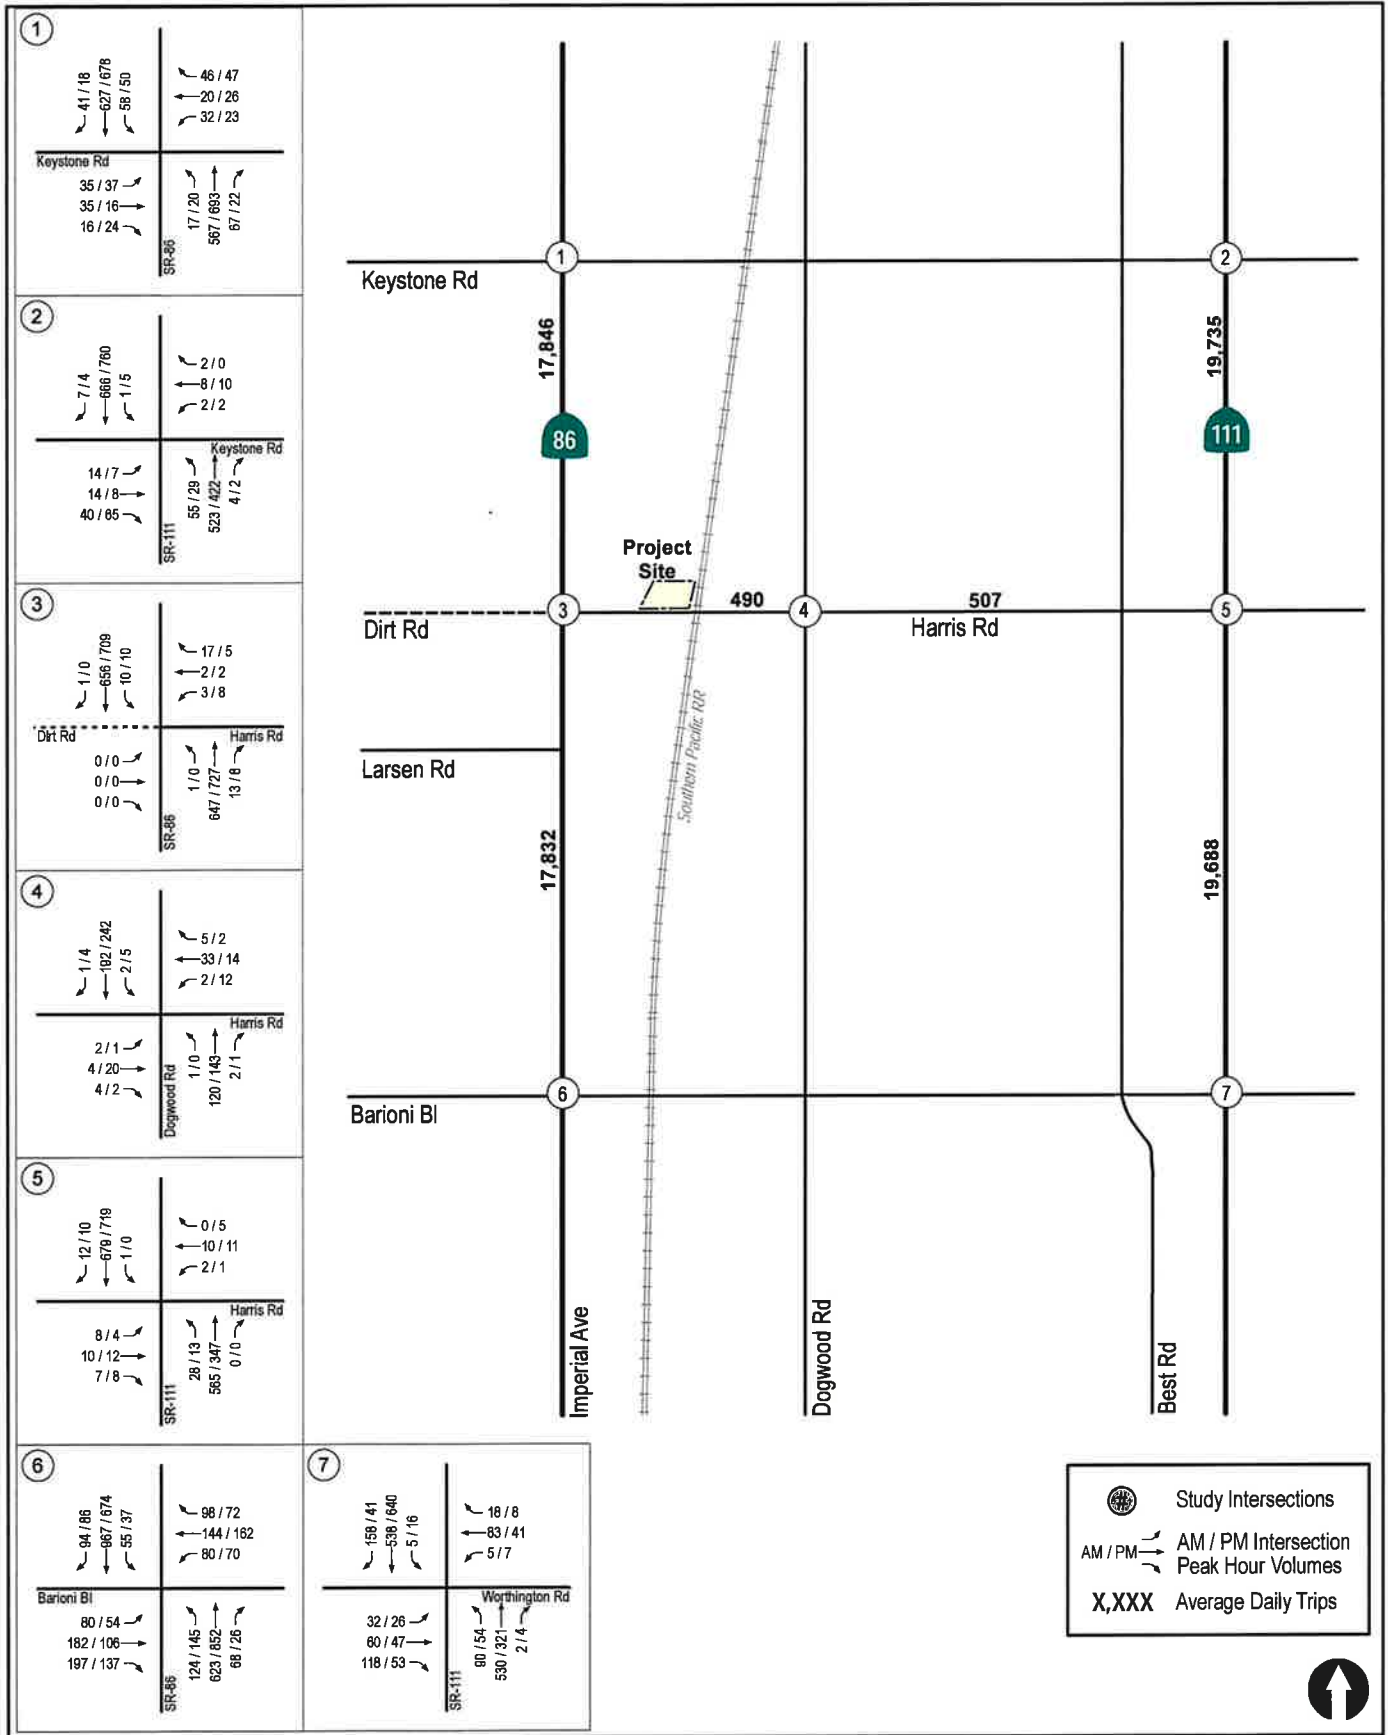 1
41 / 18
627 / 678
58 / 50
46 / 47
20 / 26
32 / 23
Keystone Rd
35 / 37
35 / 16
16 / 24
17 / 20
567 / 693
67 / 22
SR-86
2
7 / 4
666 / 760
1 / 5
2 / 0
8 / 10
2 / 2
Keystone Rd
14 / 7
14 / 8
40 / 65
55 / 29
523 / 422
4 / 2
SR-111
3
1 / 0
656 / 709
10 / 10
17 / 5
2 / 2
3 / 8
Dirt Rd
Harris Rd
0 / 0
0 / 0
0 / 0
1 / 0
647 / 727
13 / 8
SR-86
4
1 / 4
192 / 242
2 / 5
5 / 2
33 / 14
2 / 12
Harris Rd
2 / 1
4 / 20
4 / 2
1 / 0
120 / 143
2 / 1
Dogwood Rd
5
12 / 10
679 / 719
1 / 0
0 / 5
10 / 11
2 / 1
Harris Rd
8 / 4
10 / 12
7 / 8
28 / 13
565 / 347
0 / 0
SR-111
6
94 / 86
967 / 674
55 / 37
98 / 72
144 / 162
80 / 70
Barioni Bl
80 / 54
182 / 106
197 / 137
124 / 145
623 / 852
68 / 26
SR-86
7
158 / 41
538 / 640
5 / 16
18 / 8
83 / 41
5 / 7
Worthington Rd
32 / 26
60 / 47
118 / 53
90 / 54
530 / 321
2 / 4
SR-111
1
2
Keystone Rd
17,846
19,735
86
111
Project
Site
3
490
4
507
5
Dirt Rd
Harris Rd
Southern Pacific RR
Larsen Rd
17,832
19,688
6
7
Barioni Bl
Imperial Ave
Dogwood Rd
Best Rd
# Study Intersections
AM / PM
AM / PM Intersection
Peak Hour Volumes
X,XXX Average Daily Trips